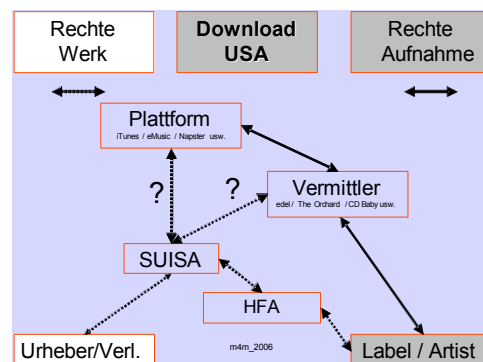 Rechte
Werk
Download
USA
Rechte
Aufnahme
Plattform
iTunes / eMusic / Napster usw.
?
?
Vermittler
edel / The Orchard / CD Baby usw.
SUISA
HFA
Urheber/Verl.
m4m_2006
Label / Artist